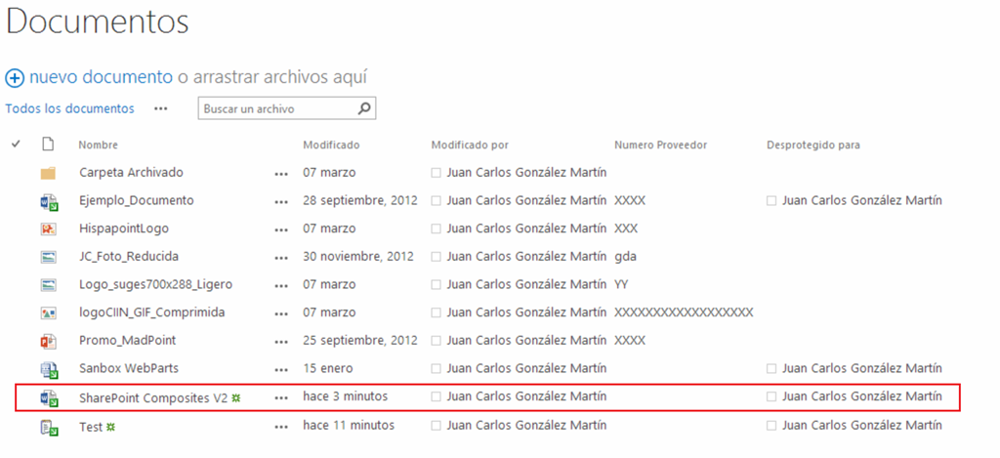 Documentos
nuevo documento o arrastrar archivos aquí
Todos los documentos ••• Buscar un archivo
Nombre Modificado Modificado por Numero Proveedor Desprotegido para
Carpeta Archivado ••• 07 marzo Juan Carlos González Martín
Ejemplo_Documento ••• 28 septiembre, 2012 Juan Carlos González Martín XXXX Juan Carlos González Martín
HispapointLogo ••• 07 marzo Juan Carlos González Martín XXX
JC_Foto_Reducida ••• 30 noviembre, 2012 Juan Carlos González Martín gda
Logo_suges700x288_Ligero ••• 07 marzo Juan Carlos González Martín YY
logoCIIN_GIF_Comprimida ••• 07 marzo Juan Carlos González Martín XXXXXXXXXXXXXXXXXX
Promo_MadPoint ••• 25 septiembre, 2012 Juan Carlos González Martín XXXX
Sanbox WebParts ••• 15 enero Juan Carlos González Martín Juan Carlos González Martín
SharePoint Composites V2 ••• hace 3 minutos Juan Carlos González Martín Juan Carlos González Martín
Test ••• hace 11 minutos Juan Carlos González Martín Juan Carlos González Martín